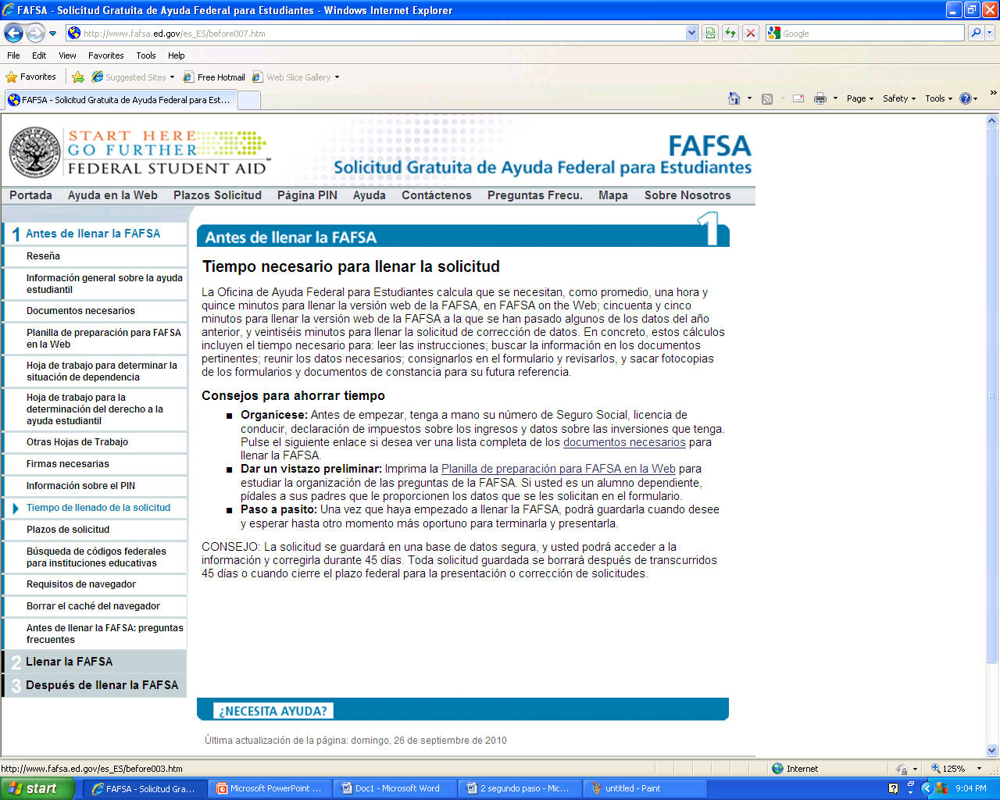 FAFSA - Solicitud Gratuita de Ayuda Federal para Estudiantes - Windows Internet Explorer
http://www.fafsa.ed.gov/es_ES/before007.htm
Google
File Edit View Favorites Tools Help
Favorites Suggested Sites Free Hotmail Web Slice Gallery
FAFSA - Solicitud Gratuita de Ayuda Federal para Est...
Page Safety Tools
START HERE
GO FURTHER
FEDERAL STUDENT AID™
FAFSA
Solicitud Gratuita de Ayuda Federal para Estudiantes
Portada Ayuda en la Web Plazos Solicitud Página PIN Ayuda Contáctenos Preguntas Frecu. Mapa Sobre Nosotros
1 Antes de llenar la FAFSA
Reseña
Información general sobre la ayuda
estudiantil
Documentos necesarios
Planilla de preparación para FAFSA
en la Web
Hoja de trabajo para determinar la
situación de dependencia
Hoja de trabajo para la
determinación del derecho a la
ayuda estudiantil
Otras Hojas de Trabajo
Firmas necesarias
Información sobre el PIN
Tiempo de llenado de la solicitud
Plazos de solicitud
Búsqueda de códigos federales
para instituciones educativas
Requisitos de navegador
Borrar el caché del navegador
Antes de llenar la FAFSA: preguntas
frecuentes
2 Llenar la FAFSA
3 Después de llenar la FAFSA
Antes de llenar la FAFSA 1
Tiempo necesario para llenar la solicitud
La Oficina de Ayuda Federal para Estudiantes calcula que se necesitan, como promedio, una hora y
quince minutos para llenar la versión web de la FAFSA, en FAFSA on the Web; cincuenta y cinco
minutos para llenar la versión web de la FAFSA a la que se han pasado algunos de los datos del año
anterior, y veintiséis minutos para llenar la solicitud de corrección de datos. En concreto, estos cálculos
incluyen el tiempo necesario para: leer las instrucciones; buscar la información en los documentos
pertinentes; reunir los datos necesarios; consignarlos en el formulario y revisarlos, y sacar fotocopias
de los formularios y documentos de constancia para su futura referencia.
Consejos para ahorrar tiempo
■ Organícese: Antes de empezar, tenga a mano su número de Seguro Social, licencia de
conducir, declaración de impuestos sobre los ingresos y datos sobre las inversiones que tenga.
Pulse el siguiente enlace si desea ver una lista completa de los documentos necesarios para
llenar la FAFSA.
■ Dar un vistazo preliminar: Imprima la Planilla de preparación para FAFSA en la Web para
estudiar la organización de las preguntas de la FAFSA. Si usted es un alumno dependiente,
pídales a sus padres que le proporcionen los datos que se les solicitan en el formulario.
■ Paso a pasito: Una vez que haya empezado a llenar la FAFSA, podrá guardarla cuando desee
y esperar hasta otro momento más oportuno para terminarla y presentarla.
CONSEJO: La solicitud se guardará en una base de datos segura, y usted podrá acceder a la
información y corregirla durante 45 días. Toda solicitud guardada se borrará después de transcurridos
45 días o cuando cierre el plazo federal para la presentación o corrección de solicitudes.
¿NECESITA AYUDA?
Última actualización de la página: domingo, 26 de septiembre de 2010
http://www.fafsa.ed.gov/es_ES/before003.htm
Internet 125%
start FAFSA - Solicitud Gra... Microsoft PowerPoint ... Doc1 - Microsoft Word 2 segundo paso - Mic... untitled - Paint 9:04 PM